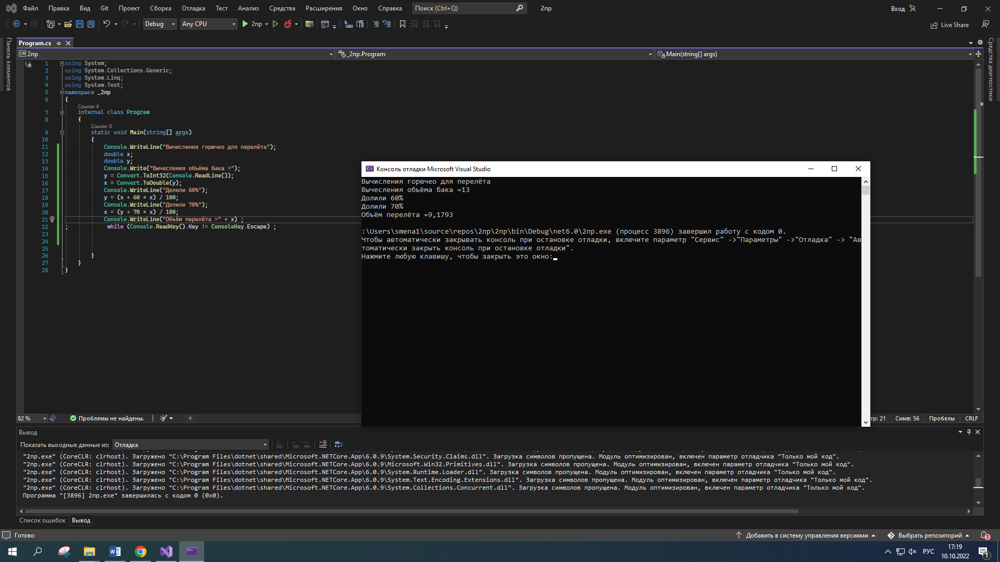 Файл Правка Вид Git Проект Сборка Отладка Тест Анализ Средства Расширения Окно Справка Поиск (Ctrl+Q) 2пр Вход
Debug Any CPU 2пр Live Share
Панель элементов
Средства диагностики
Program.cs
C# 2пр _2пр.Program Main(string[] args)
1 using System;
2 using System.Collections.Generic;
3 using System.Linq;
4 using System.Text;
5 namespace _2пр
6 {
Ссылок: 0
7 internal class Program
8 {
Ссылок: 0
9 static void Main(string[] args)
10 {
11 Console.WriteLine("Вычисления горючео для перелёта");
12 double x;
13 double y;
14 Console.Write("Вычесления объёма бака =");
15 y = Convert.ToInt32(Console.ReadLine());
16 x = Convert.ToDouble(y);
17 Console.WriteLine("Долили 60%");
18 y = (x + 60 * x) / 100;
19 Console.WriteLine("Долили 70%");
20 x = (y + 70 * x) / 100;
21 Console.WriteLine("Объём перелёта =" + x) ;
22 ; while (Console.ReadKey().Key != ConsoleKey.Escape) ;
23
24
25
26 }
27 }
28 }
Консоль отладки Microsoft Visual Studio
Вычисления горючео для перелёта
Вычесления объёма бака =13
Долили 60%
Долили 70%
Объём перелёта =9,1793
:\Users\smena1\source\repos\2пр\2пр\bin\Debug\net6.0\2пр.exe (процесс 3896) завершил работу с кодом 0.
Чтобы автоматически закрывать консоль при остановке отладки, включите параметр "Сервис" ->"Параметры" ->"Отладка" -> "Ав
томатически закрыть консоль при остановке отладки".
Нажмите любую клавишу, чтобы закрыть это окно:
82 % Проблемы не найдены. тр: 21 Симв: 56 Пробелы CRLF
Вывод
Показать выходные данные из: Отладка
"2пр.exe" (CoreCLR: clrhost). Загружено "C:\Program Files\dotnet\shared\Microsoft.NETCore.App\6.0.9\System.Security.Claims.dll". Загрузка символов пропущена. Модуль оптимизирован, включен параметр отладчика "Только мой код".
"2пр.exe" (CoreCLR: clrhost). Загружено "C:\Program Files\dotnet\shared\Microsoft.NETCore.App\6.0.9\Microsoft.Win32.Primitives.dll". Загрузка символов пропущена. Модуль оптимизирован, включен параметр отладчика "Только мой код".
"2пр.exe" (CoreCLR: clrhost). Загружено "C:\Program Files\dotnet\shared\Microsoft.NETCore.App\6.0.9\System.Runtime.Loader.dll". Загрузка символов пропущена. Модуль оптимизирован, включен параметр отладчика "Только мой код".
"2пр.exe" (CoreCLR: clrhost). Загружено "C:\Program Files\dotnet\shared\Microsoft.NETCore.App\6.0.9\System.Text.Encoding.Extensions.dll". Загрузка символов пропущена. Модуль оптимизирован, включен параметр отладчика "Только мой код".
"2пр.exe" (CoreCLR: clrhost). Загружено "C:\Program Files\dotnet\shared\Microsoft.NETCore.App\6.0.9\System.Collections.Concurrent.dll". Загрузка символов пропущена. Модуль оптимизирован, включен параметр отладчика "Только мой код".
Программа "[3896] 2пр.exe" завершилась с кодом 0 (0x0).
Список ошибок Вывод
Готово Добавить в систему управления версиями Выбрать репозиторий 1
РУС 17:19
10.10.2022 1